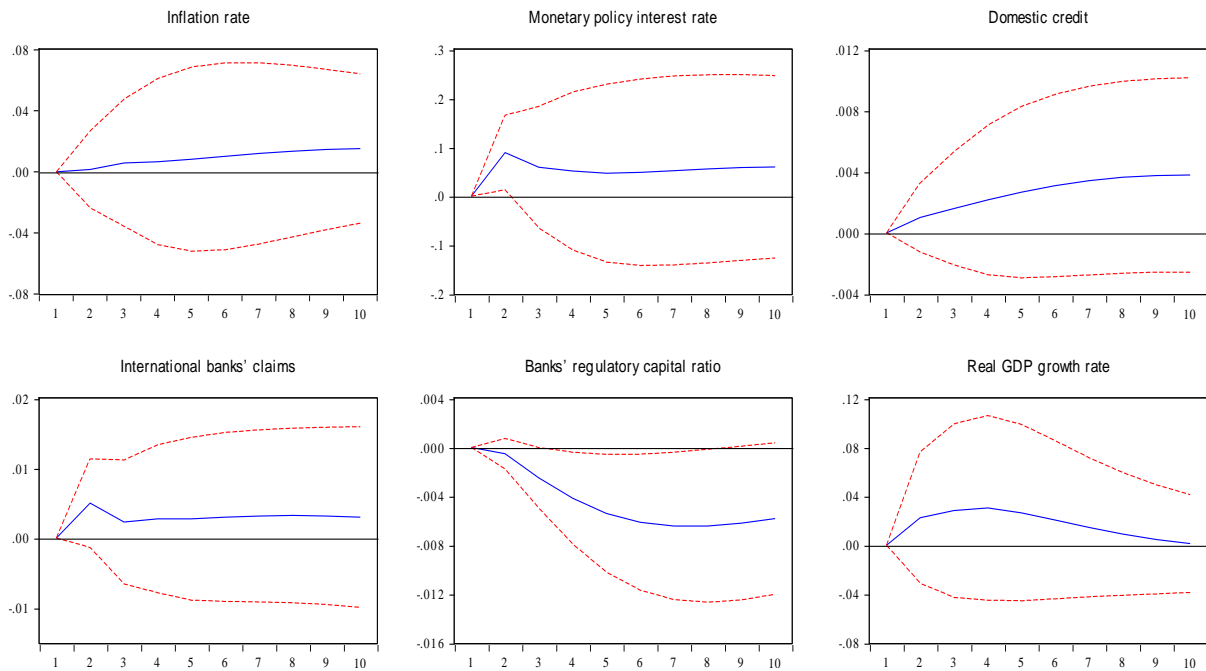 Inflation rate
.08
.04
.00
-.04
-.08
1 2 3 4 5 6 7 8 9 10
Monetary policy interest rate
.3
.2
.1
.0
-.1
-.2
1 2 3 4 5 6 7 8 9 10
Domestic credit
.012
.008
.004
.000
-.004
1 2 3 4 5 6 7 8 9 10
International banks’ claims
.02
.01
.00
-.01
1 2 3 4 5 6 7 8 9 10
Banks’ regulatory capital ratio
.004
.000
-.004
-.008
-.012
-.016
1 2 3 4 5 6 7 8 9 10
Real GDP growth rate
.12
.08
.04
.00
-.04
-.08
1 2 3 4 5 6 7 8 9 10